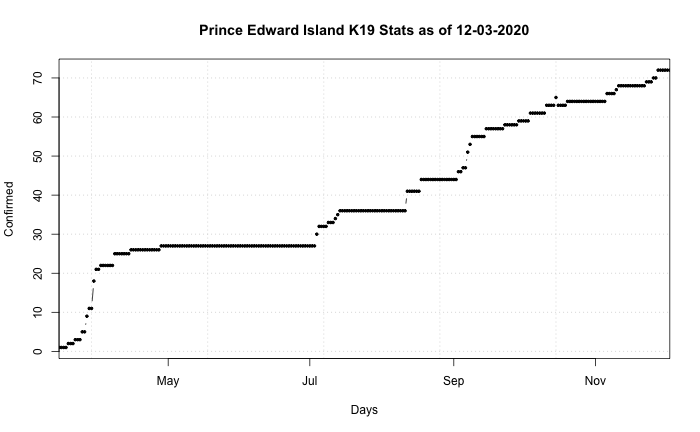 Prince Edward Island K19 Stats as of 12-03-2020
Confirmed
70
60
50
40
30
20
10
0
May Jul Sep Nov
Days